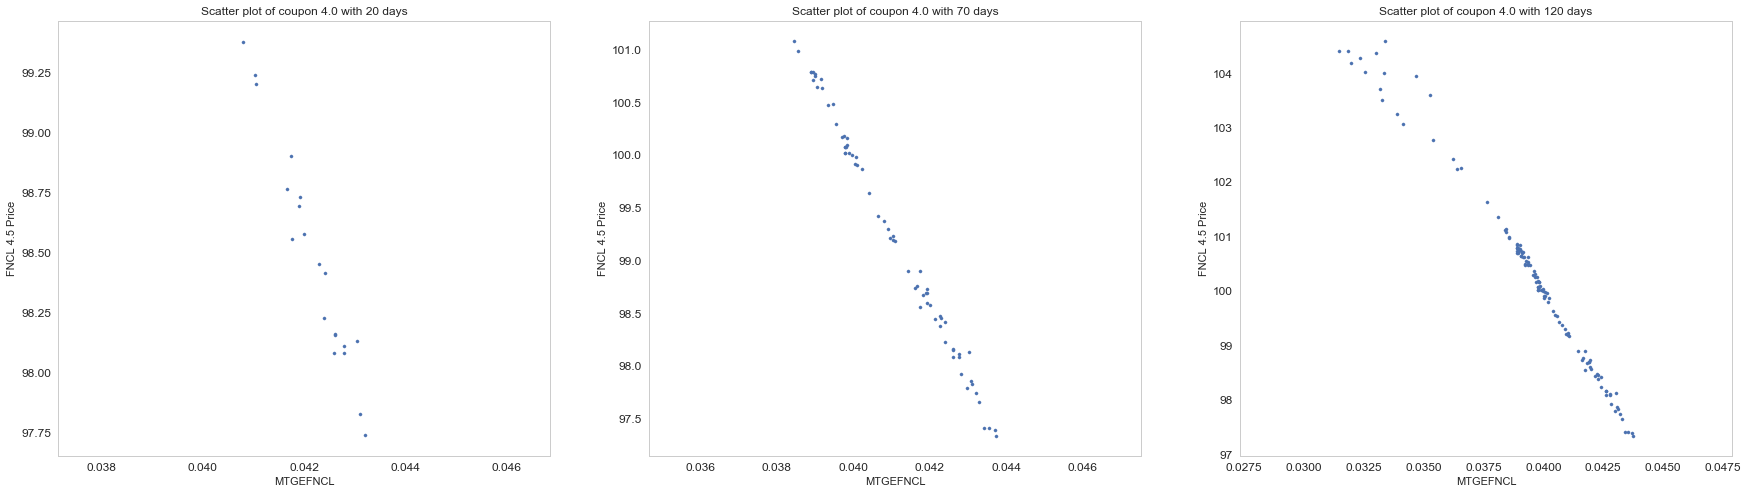 Scatter plot of coupon 4.0 with 20 days
FNCL 4.5 Price
99.25
99.00
98.75
98.50
98.25
98.00
97.75
0.038 0.040 0.042 0.044 0.046
MTGEFNCL
Scatter plot of coupon 4.0 with 70 days
FNCL 4.5 Price
101.0
100.5
100.0
99.5
99.0
98.5
98.0
97.5
0.036 0.038 0.040 0.042 0.044 0.046
MTGEFNCL
Scatter plot of coupon 4.0 with 120 days
FNCL 4.5 Price
104
103
102
101
100
99
98
97
0.0275 0.0300 0.0325 0.0350 0.0375 0.0400 0.0425 0.0450 0.0475
MTGEFNCL